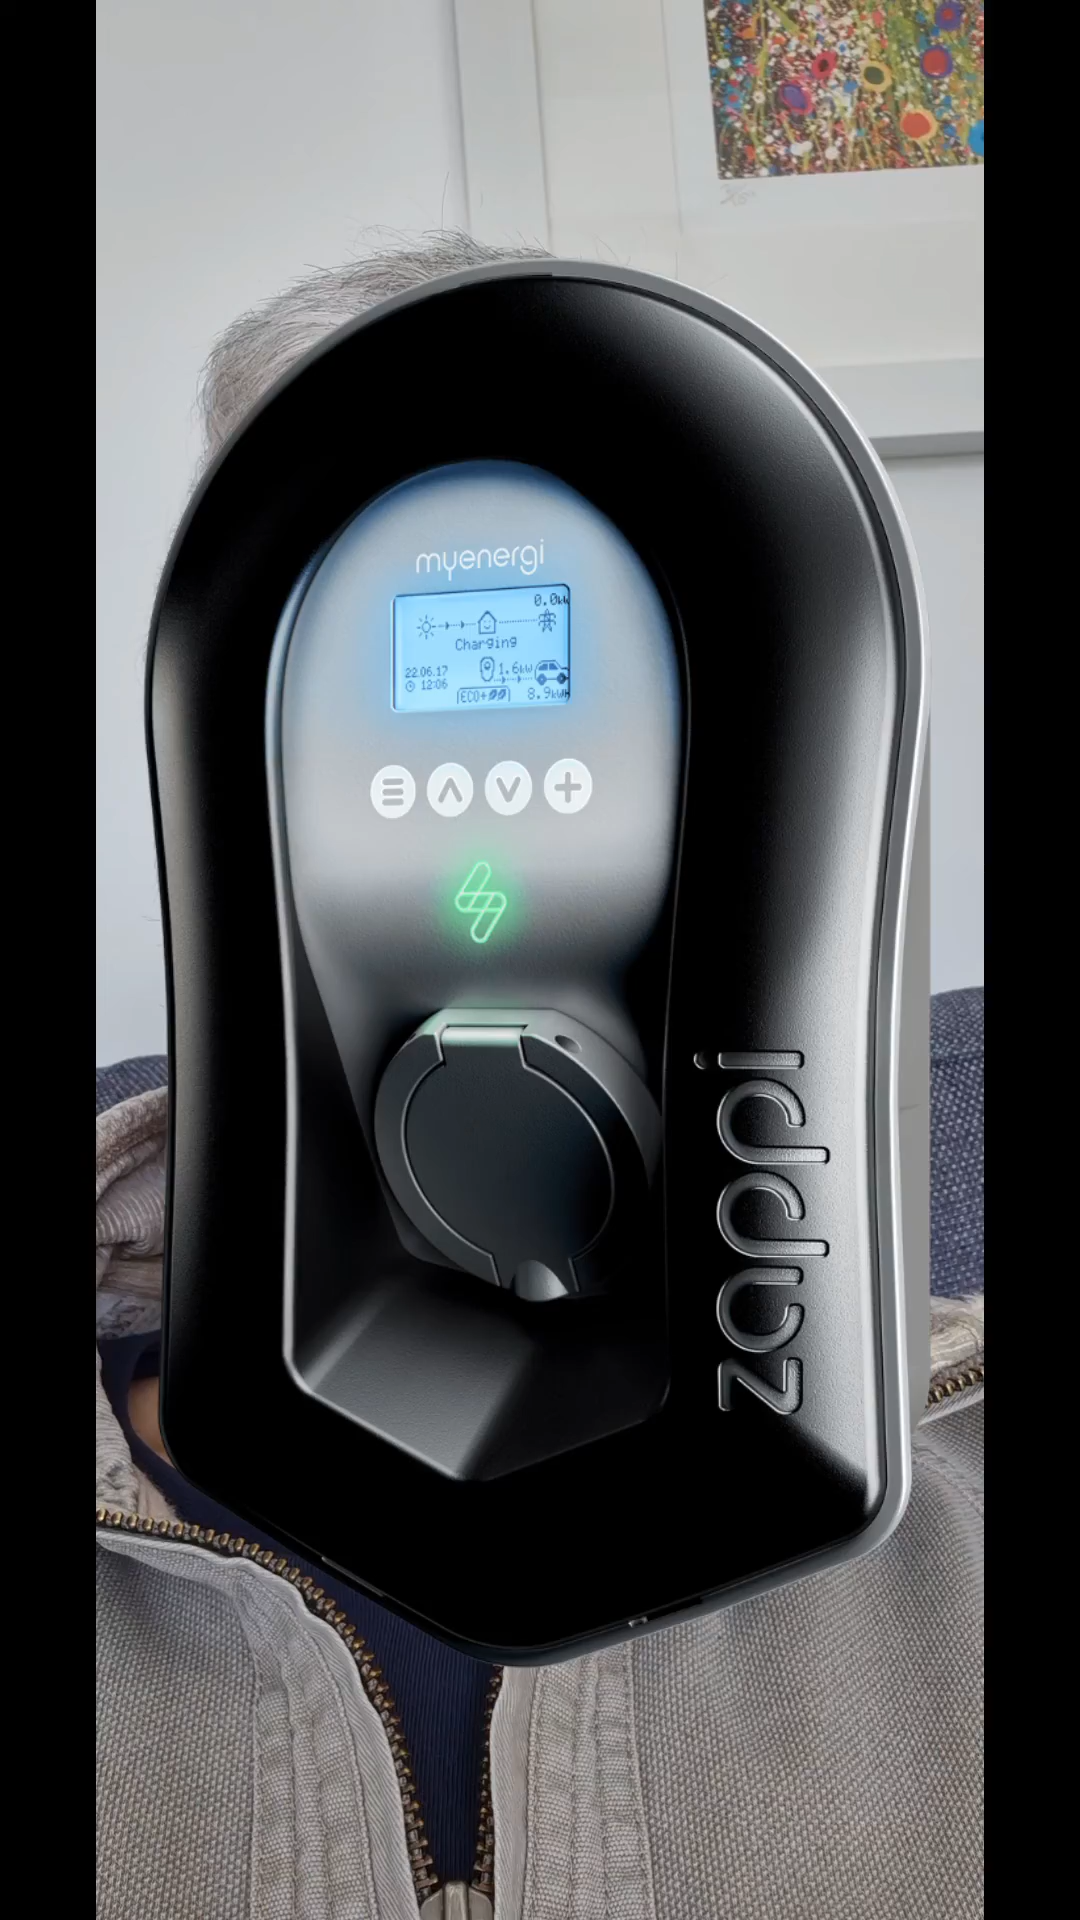 myenergi
0.0kW
Charging
22.06.17
1.6kW
12:06
ECO+
8.9kWh
zappi